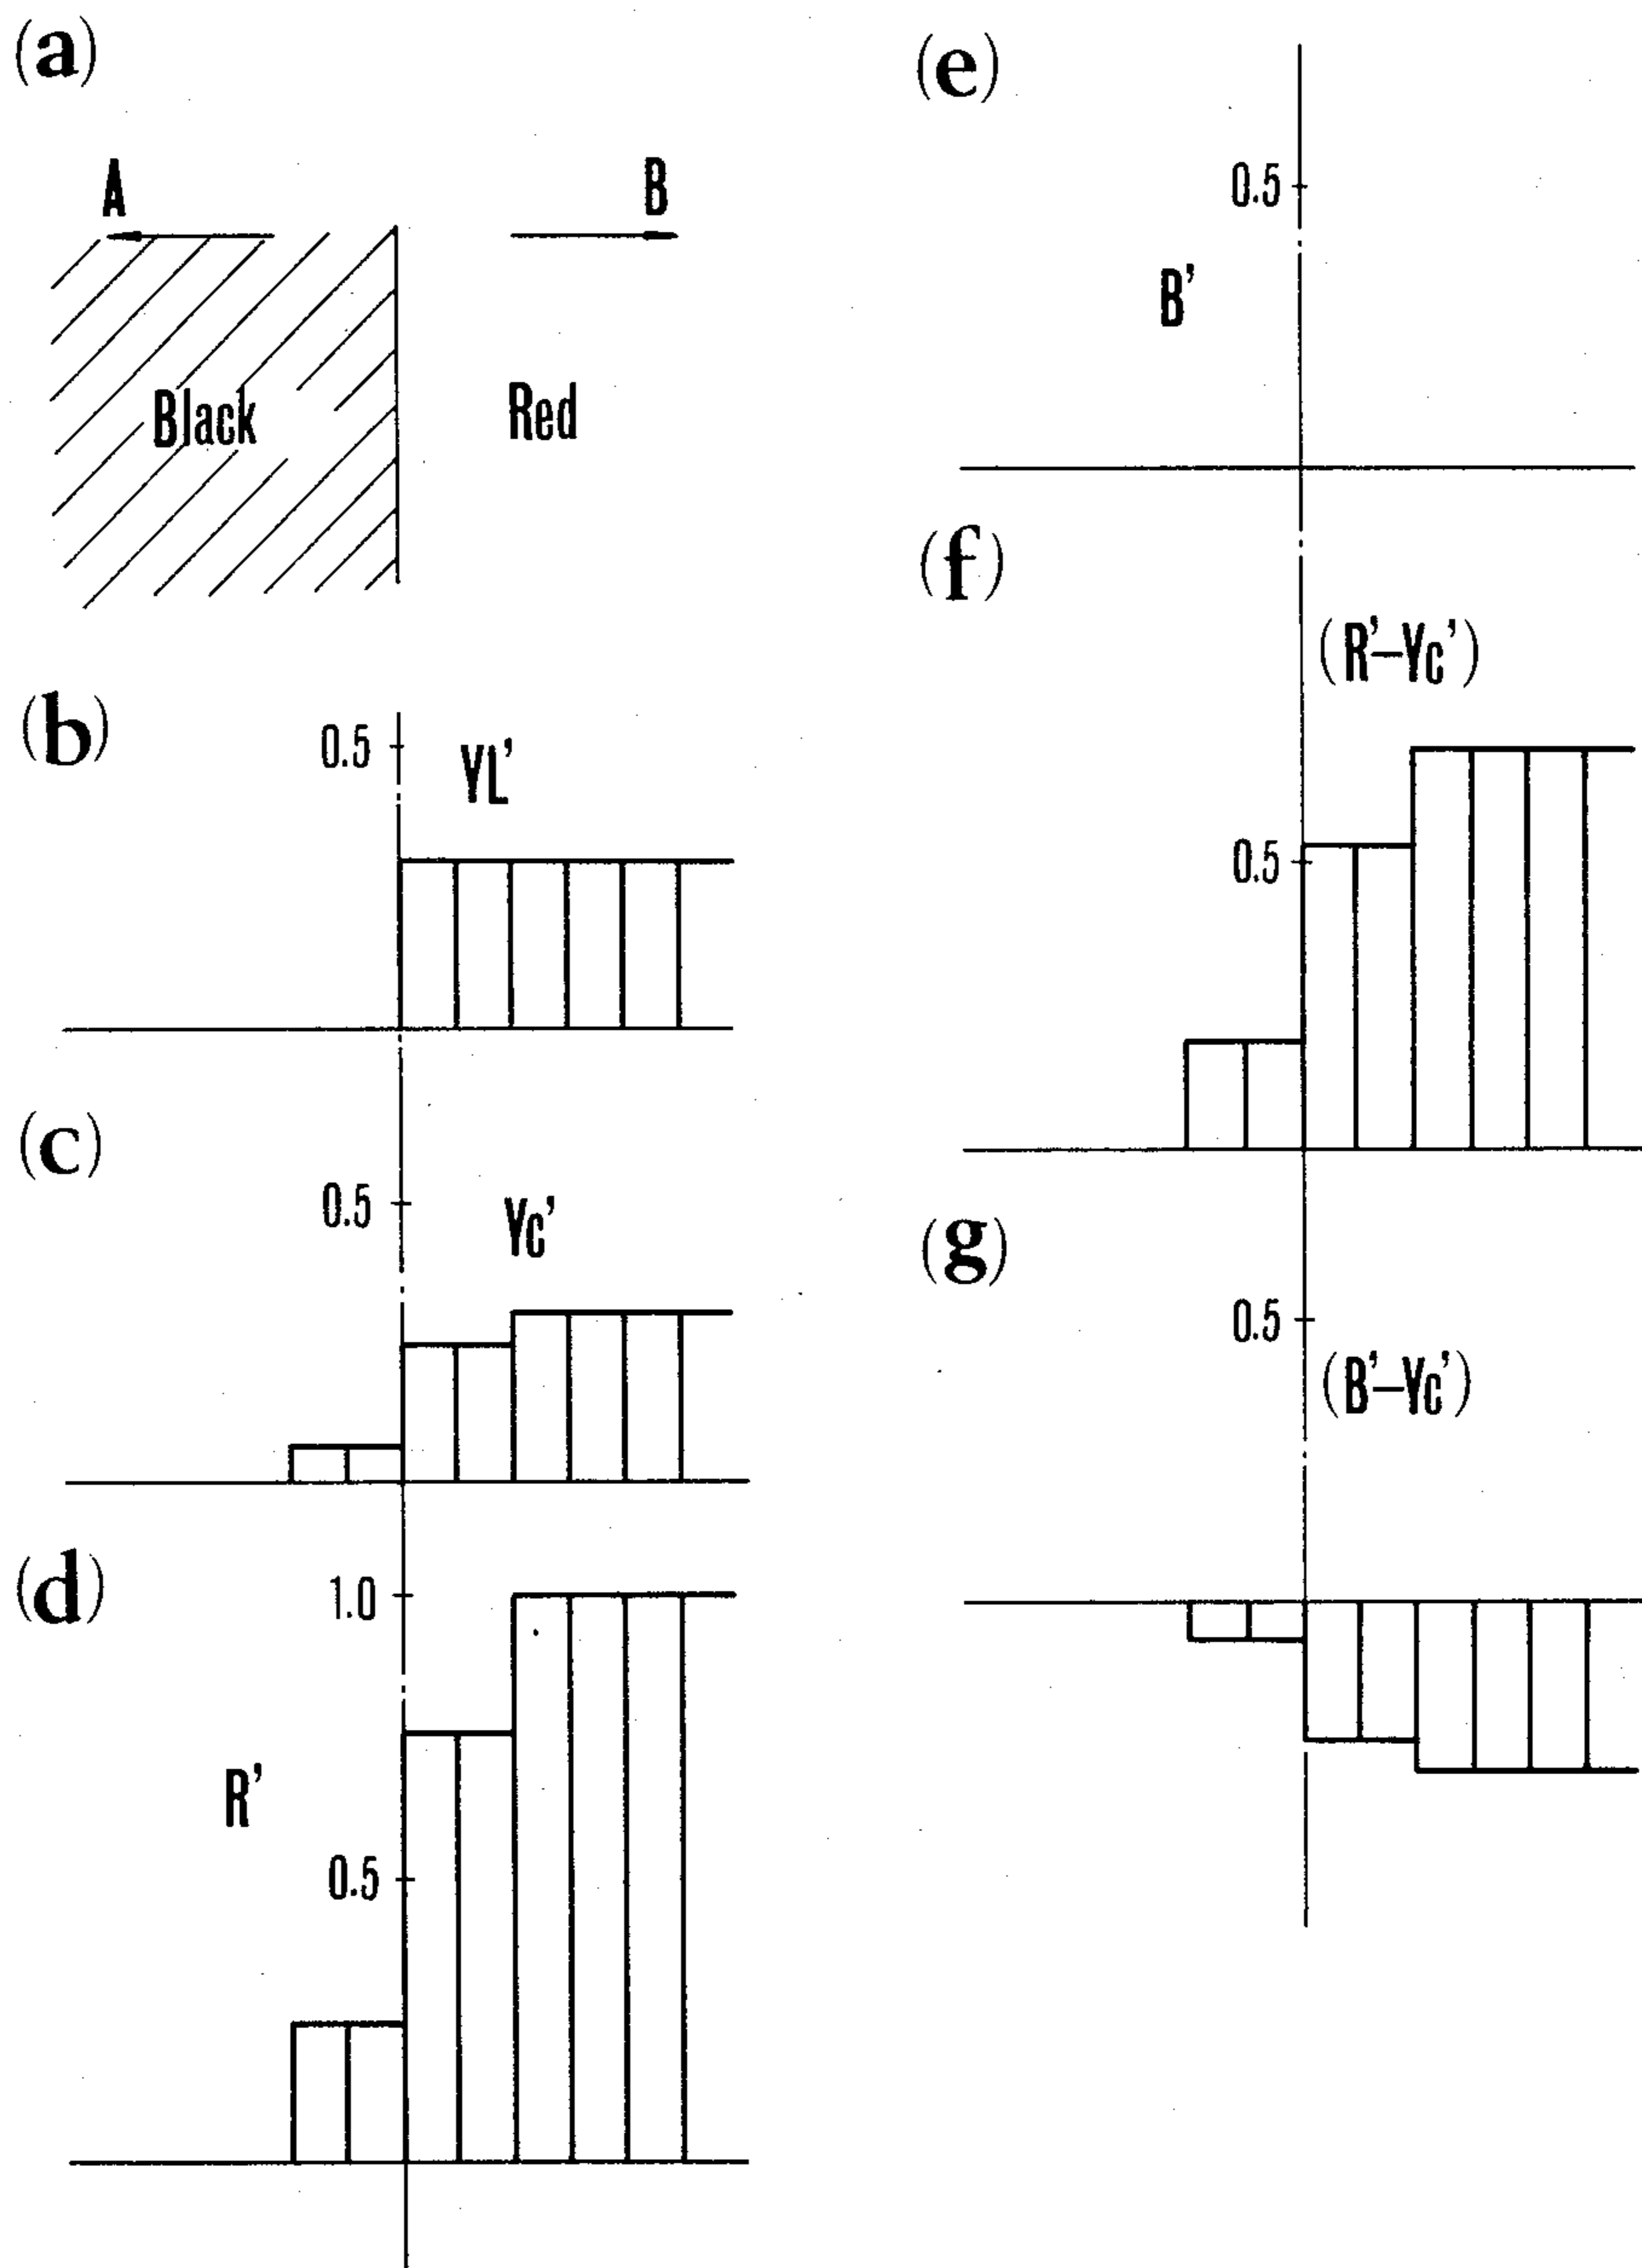 (a)
A
B
Black
Red
(b)
0.5
YL'
(c)
0.5
Yc'
(d)
1.0
R'
0.5
(e)
0.5
B'
(f)
(R'–Yc')
0.5
(g)
0.5
(B'–Yc')